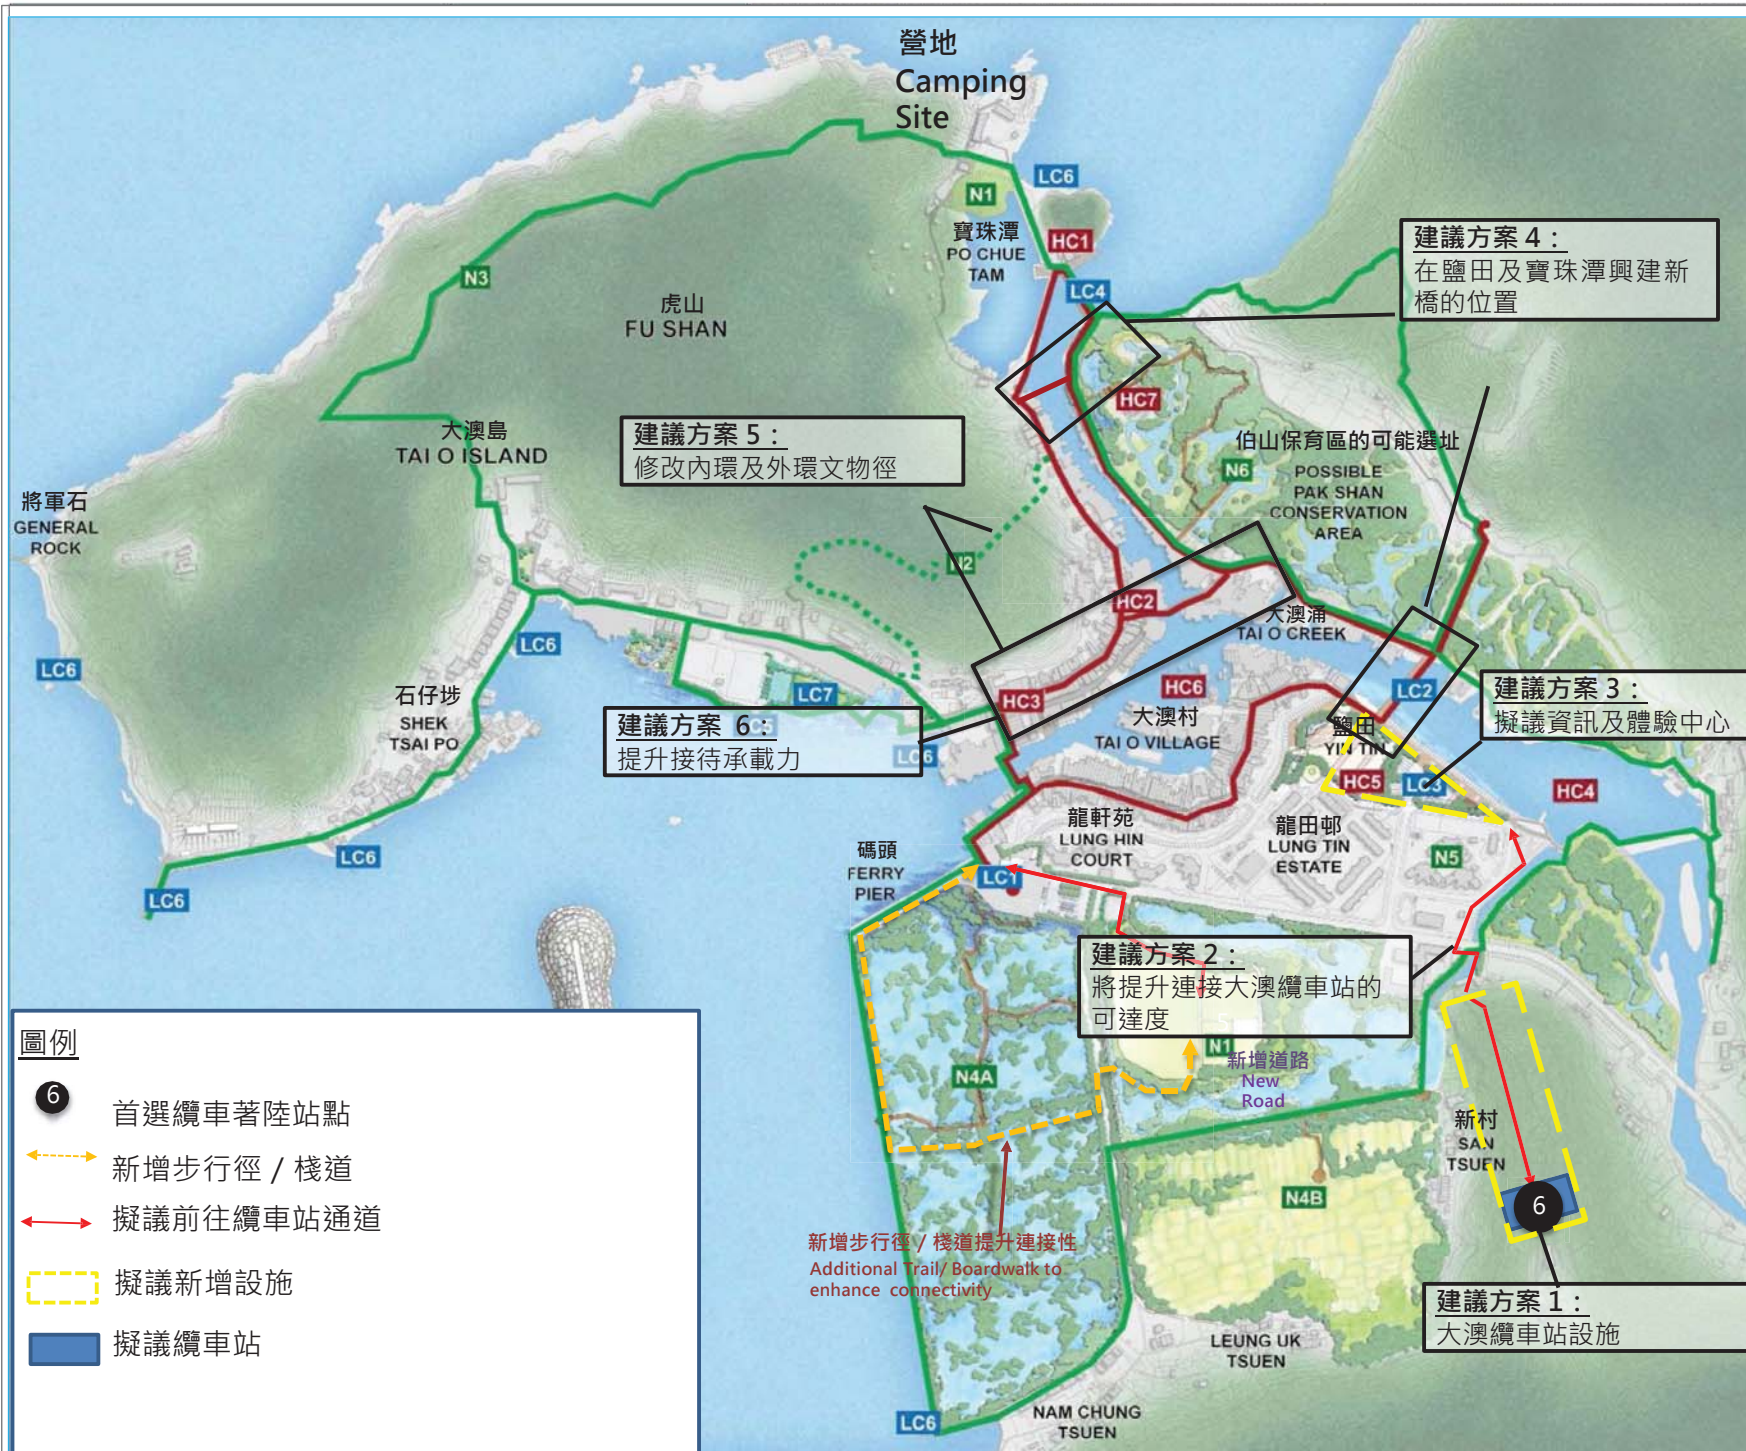 營地
Camping
Site
LC6
N1
寶珠潭
PO CHUE
TAM
HC1
建議方案 4：
在鹽田及寶珠潭興建新
橋的位置
N3
LC4
虎山
FU SHAN
HC7
建議方案 5：
修改內環及外環文物徑
大澳島
TAI O ISLAND
伯山保育區的可能選址
N6
POSSIBLE
PAK SHAN
CONSERVATION
AREA
將軍石
GENERAL
ROCK
N2
HC2
大澳涌
TAI O CREEK
LC6
LC6
石仔埗
SHEK
TSAI PO
LC7
HC3
HC6
LC2
建議方案 3：
擬議資訊及體驗中心
建議方案 6：
提升接待承載力
LC6
大澳村
TAI O VILLAGE
鹽田
YIN TIN
HC5
LC3
HC4
龍軒苑
LUNG HIN
COURT
龍田邨
LUNG TIN
ESTATE
N5
LC6
LC6
碼頭
FERRY
PIER
LC1
建議方案 2：
將提升連接大澳纜車站的
可達度
N1
新增道路
New
Road
N4A
新村
SAN
TSUEN
N4B
6
新增步行徑 / 棧道提升連接性
Additional Trail/ Boardwalk to
enhance connectivity
建議方案 1：
大澳纜車站設施
LEUNG UK
TSUEN
NAM CHUNG
TSUEN
LC6
圖例
6
首選纜車著陸站點
新增步行徑 / 棧道
擬議前往纜車站通道
擬議新增設施
擬議纜車站